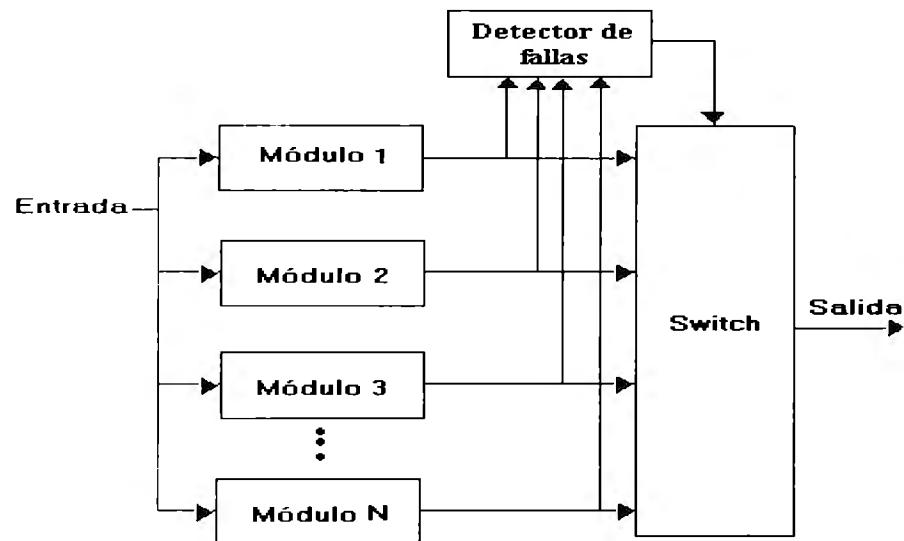 Detector de
fallas
Módulo 1
Entrada
Módulo 2
Salida
Switch
Módulo 3
Módulo N